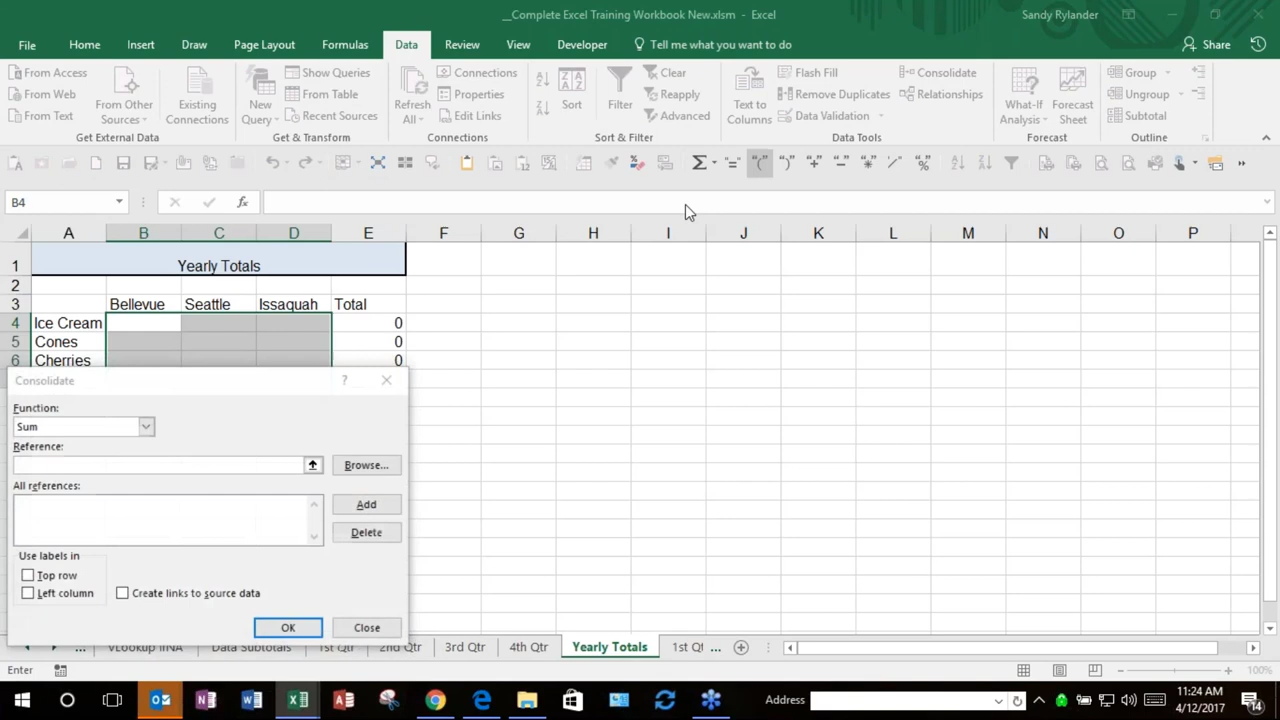 __Complete Excel Training Workbook New.xlsm - Excel
Sandy Rylander
File Home Insert Draw Page Layout Formulas Data Review View Developer Tell me what you want to do Share
From Access
From Web
From Text
From Other
Sources
Existing
Connections
Get External Data
New
Query
Show Queries
From Table
Recent Sources
Get & Transform
Refresh
All
Connections
Properties
Edit Links
Connections
Sort
Filter
Clear
Reapply
Advanced
Sort & Filter
Text to
Columns
Flash Fill
Remove Duplicates
Data Validation
Consolidate
Relationships
Data Tools
What-If
Analysis
Forecast
Sheet
Forecast
Group
Ungroup
Subtotal
Outline
B4
fx
A B C D E F G H I J K L M N O P
1 Yearly Totals
2
3 Bellevue Seattle Issaquah Total
4 Ice Cream 0
5 Cones 0
6 Cherries 0
Consolidate ?
Function:
Sum
Reference:
Browse...
All references:
Add
Delete
Use labels in
Top row
Left column
Create links to source data
OK Close
... VLookup IFNA Data Subtotals 1st Qtr 2nd Qtr 3rd Qtr 4th Qtr Yearly Totals 1st Qt ...
Enter
100%
Address
11:24 AM
4/12/2017
14